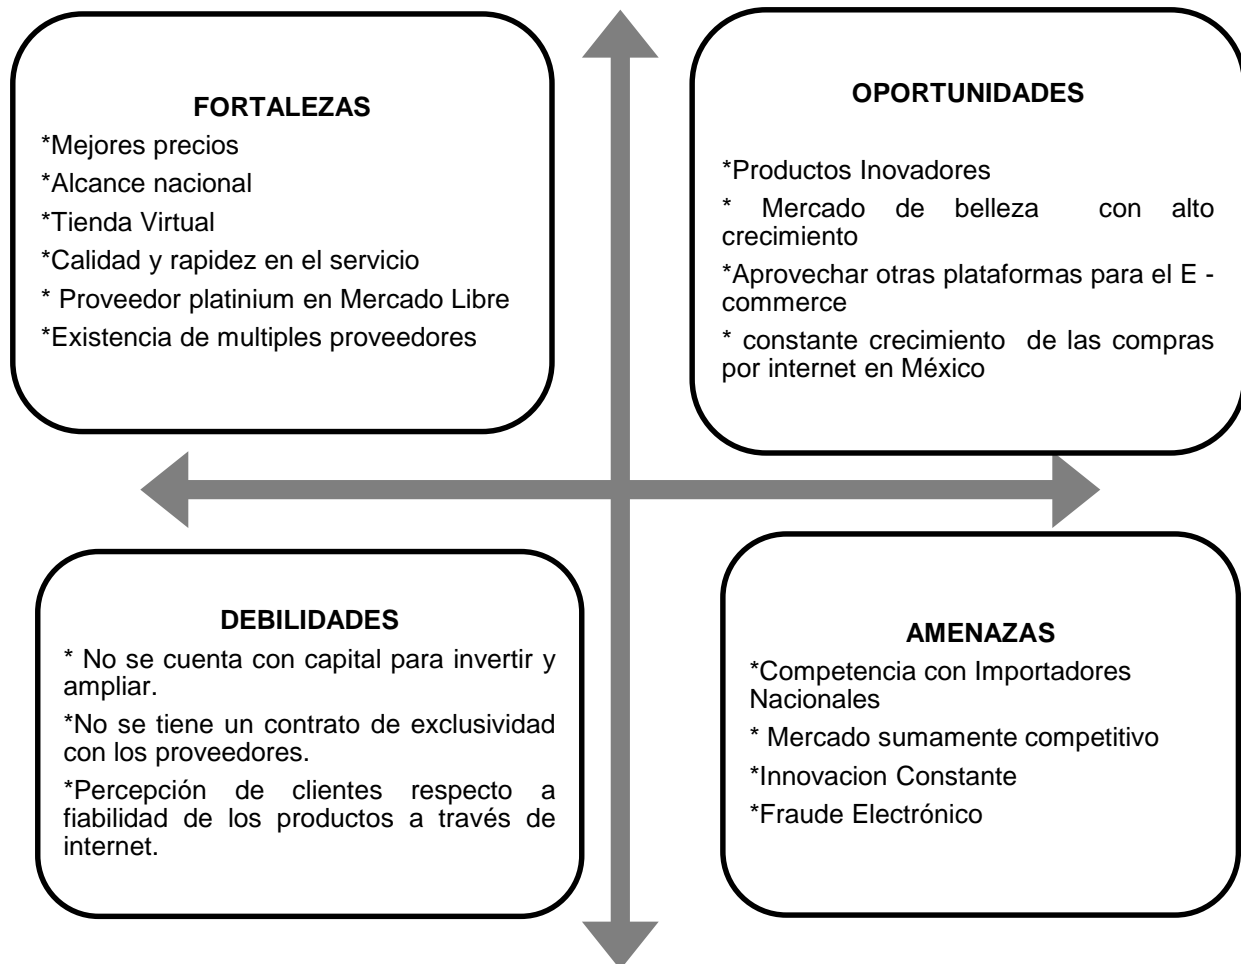 FORTALEZAS
*Mejores precios
*Alcance nacional
*Tienda Virtual
*Calidad y rapidez en el servicio
* Proveedor platinium en Mercado Libre
*Existencia de multiples proveedores
OPORTUNIDADES
*Productos Inovadores
* Mercado de belleza con alto
crecimiento
*Aprovechar otras plataformas para el E -
commerce
* constante crecimiento de las compras
por internet en México
DEBILIDADES
* No se cuenta con capital para invertir y
ampliar.
*No se tiene un contrato de exclusividad
con los proveedores.
*Percepción de clientes respecto a
fiabilidad de los productos a través de
internet.
AMENAZAS
*Competencia con Importadores
Nacionales
* Mercado sumamente competitivo
*Innovacion Constante
*Fraude Electrónico